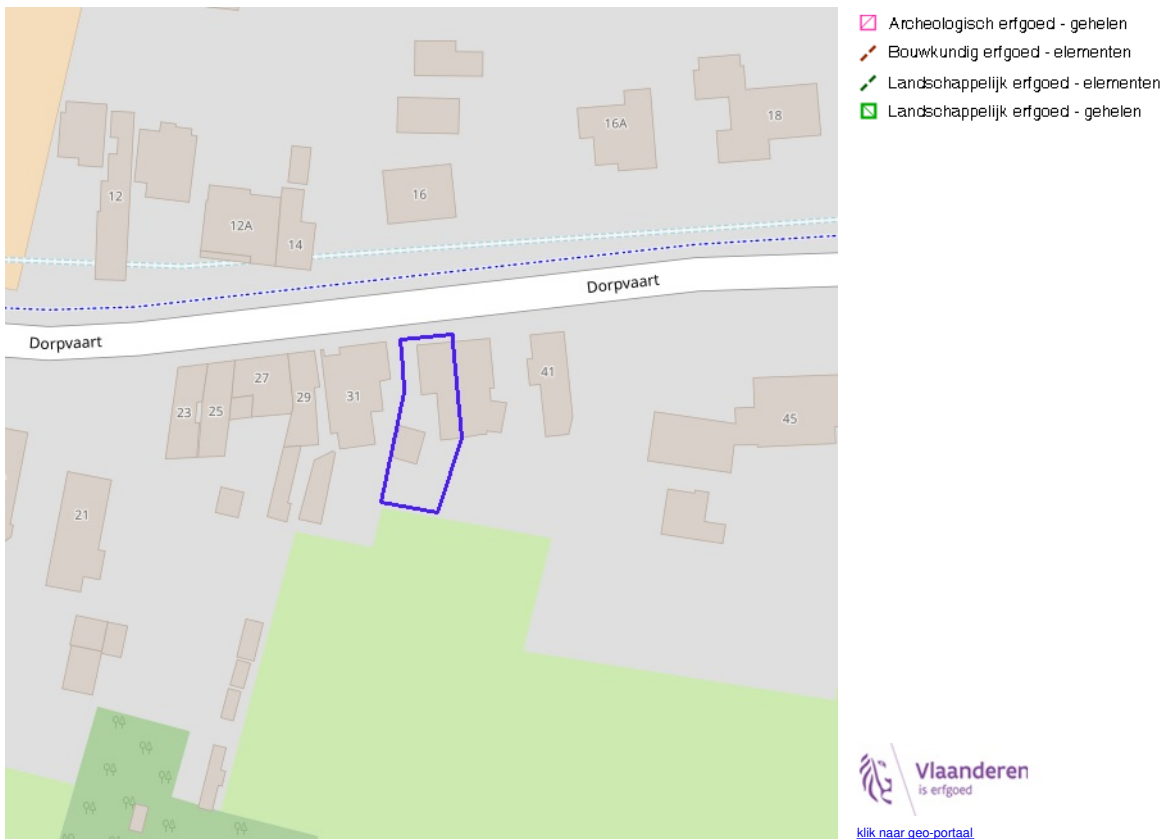 Archeologisch erfgoed - gehelen
Bouwkundig erfgoed - elementen
Landschappelijk erfgoed - elementen
Landschappelijk erfgoed - gehelen
16A
18
12
16
12A
14
Dorpvaart
Dorpvaart
27
41
29
31
23
25
45
21
Vlaanderen
is erfgoed
klik naar geo-portaal